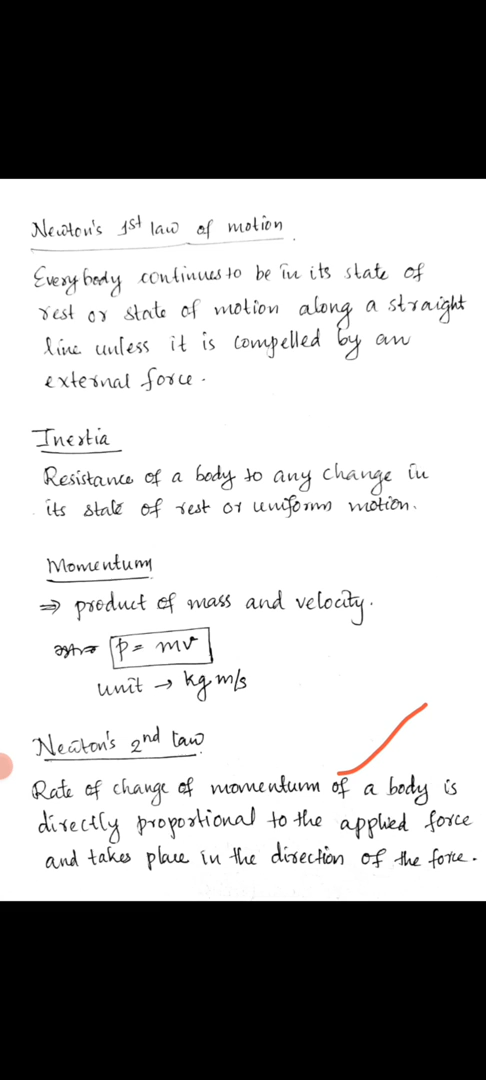 Newton's 1st law of motion
Everybody continues to be in its state of
rest or state of motion along a straight
line unless it is compelled by an
external force.
Inertia
Resistance of a body to any change in
its state of rest or uniform motion.
Momentum
⇒ product of mass and velocity.
p = mv
unit → kg m/s
Newton's 2nd law
Rate of change of momentum of a body is
directly proportional to the applied force
and takes place in the direction of the force.